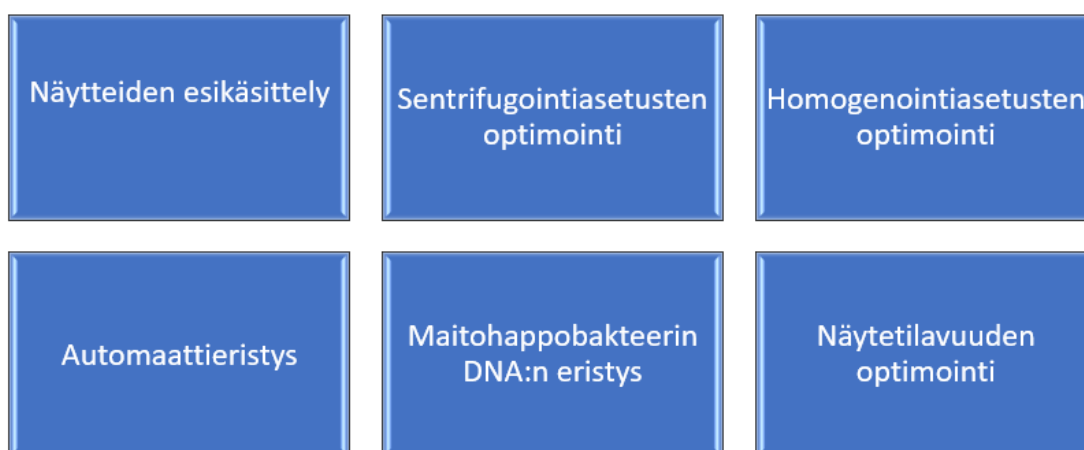 Näytteiden esikäsittely
Sentrifugointiasetusten
optimointi
Homogenointiasetusten
optimointi
Automaattieristys
Maitohappobakteerin
DNA:n eristys
Näytetilavuuden
optimointi